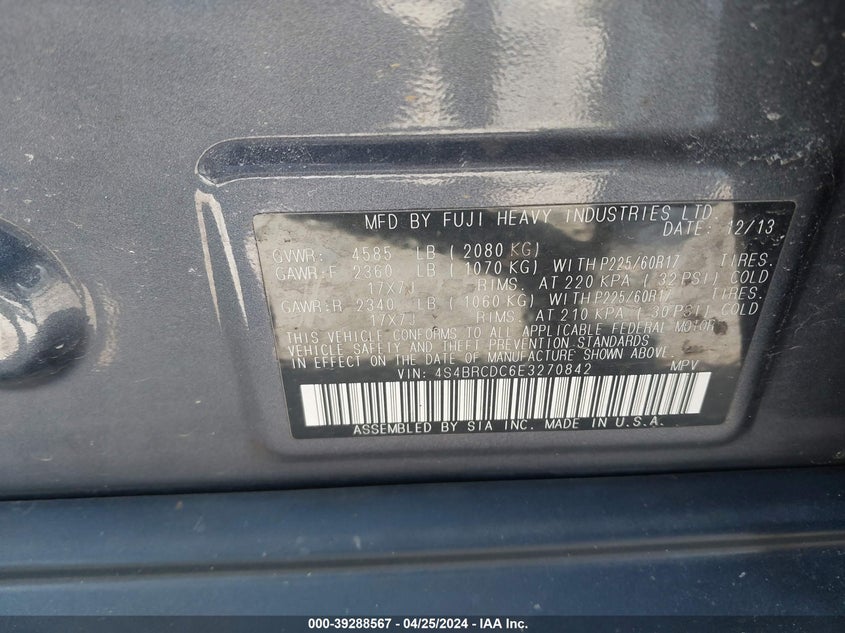 MFD BY FUJI HEAVY INDUSTRIES LTD.
DATE: 12/13
GVWR: 4585 LB (2080 KG)
GAWR-F 2360 LB (1070 KG) WITH P225/60R17 TIRES.
17X7J RIMS. AT 220 KPA (32 PSI) COLD
GAWR:R 2340 LB (1060 KG) WITH P225/60R17 TIRES.
17X7J RIMS. AT 210 KPA (30 PSI) COLD
THIS VEHICLE CONFORMS TO ALL APPLICABLE FEDERAL MOTOR
VEHICLE SAFETY AND THEFT PREVENTION STANDARDS
IN EFFECT ON THE DATE OF MANUFACTURE SHOWN ABOVE.
VIN: 4S4BRCDC6E3270842 MPV
ASSEMBLED BY SIA INC. MADE IN U.S.A.
000-39288567 - 04/25/2024 - IAA Inc.